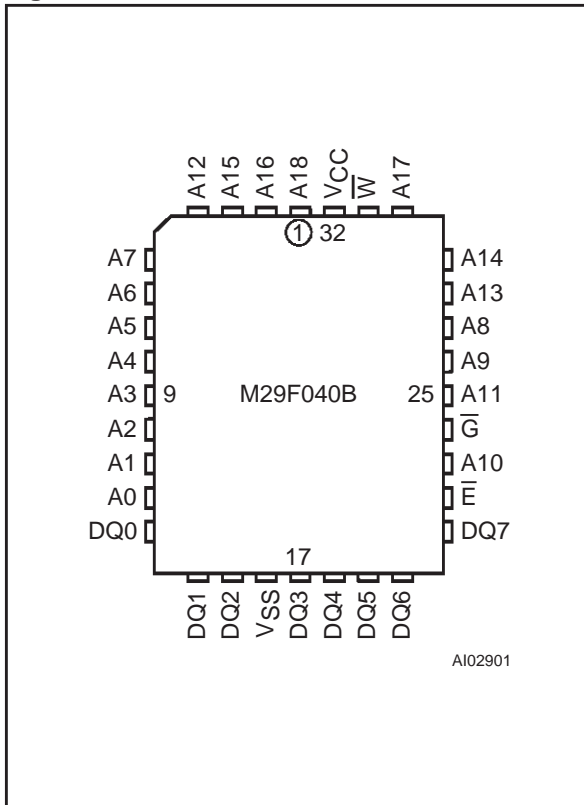 A12 A15 A16 A18 VCC W̅ A17
1 32
A7 A14
A6 A13
A5 A8
A4 A9
A3 9 M29F040B 25 A11
A2 G̅
A1 A10
A0 E̅
DQ0 DQ7
17
DQ1 DQ2 VSS DQ3 DQ4 DQ5 DQ6
AI02901